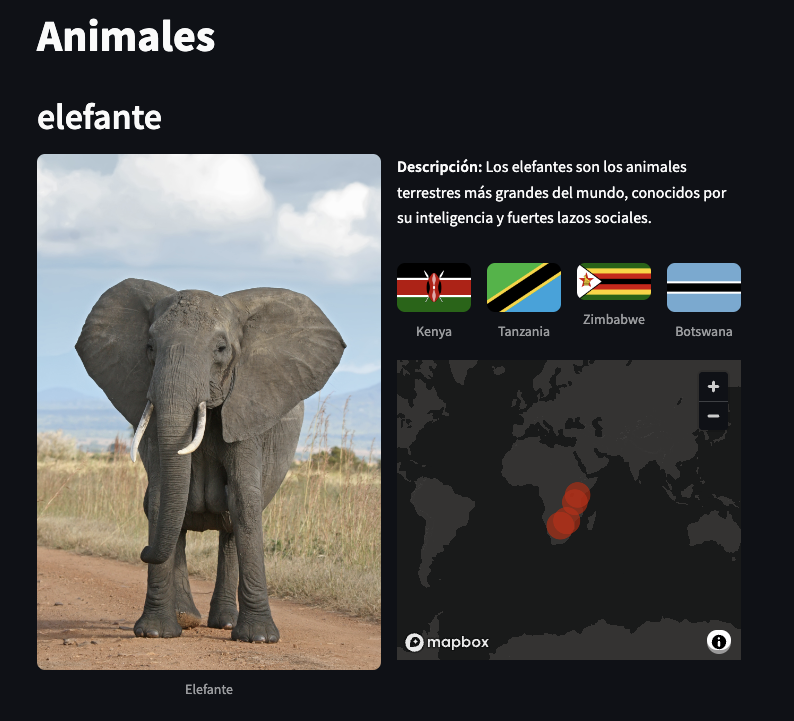 Animales
elefante
Descripción: Los elefantes son los animales
terrestres más grandes del mundo, conocidos por
su inteligencia y fuertes lazos sociales.
Kenya
Tanzania
Zimbabwe
Botswana
+
−
mapbox
Elefante